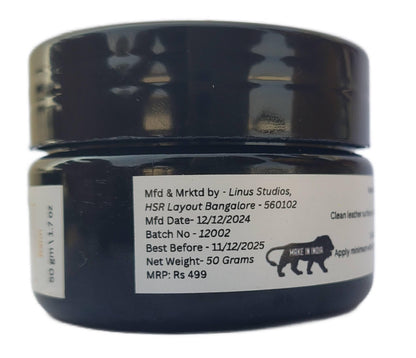 Mfd & Mrktd by - Linus Studios,
HSR Layout Bangalore - 560102
Mfd Date- 12/12/2024
Batch No - 12002
Best Before - 11/12/2025
Net Weight- 50 Grams
MRP: Rs 499
MAKE IN INDIA
Clean leather
Apply minimum
50 gm \ 1.7 oz